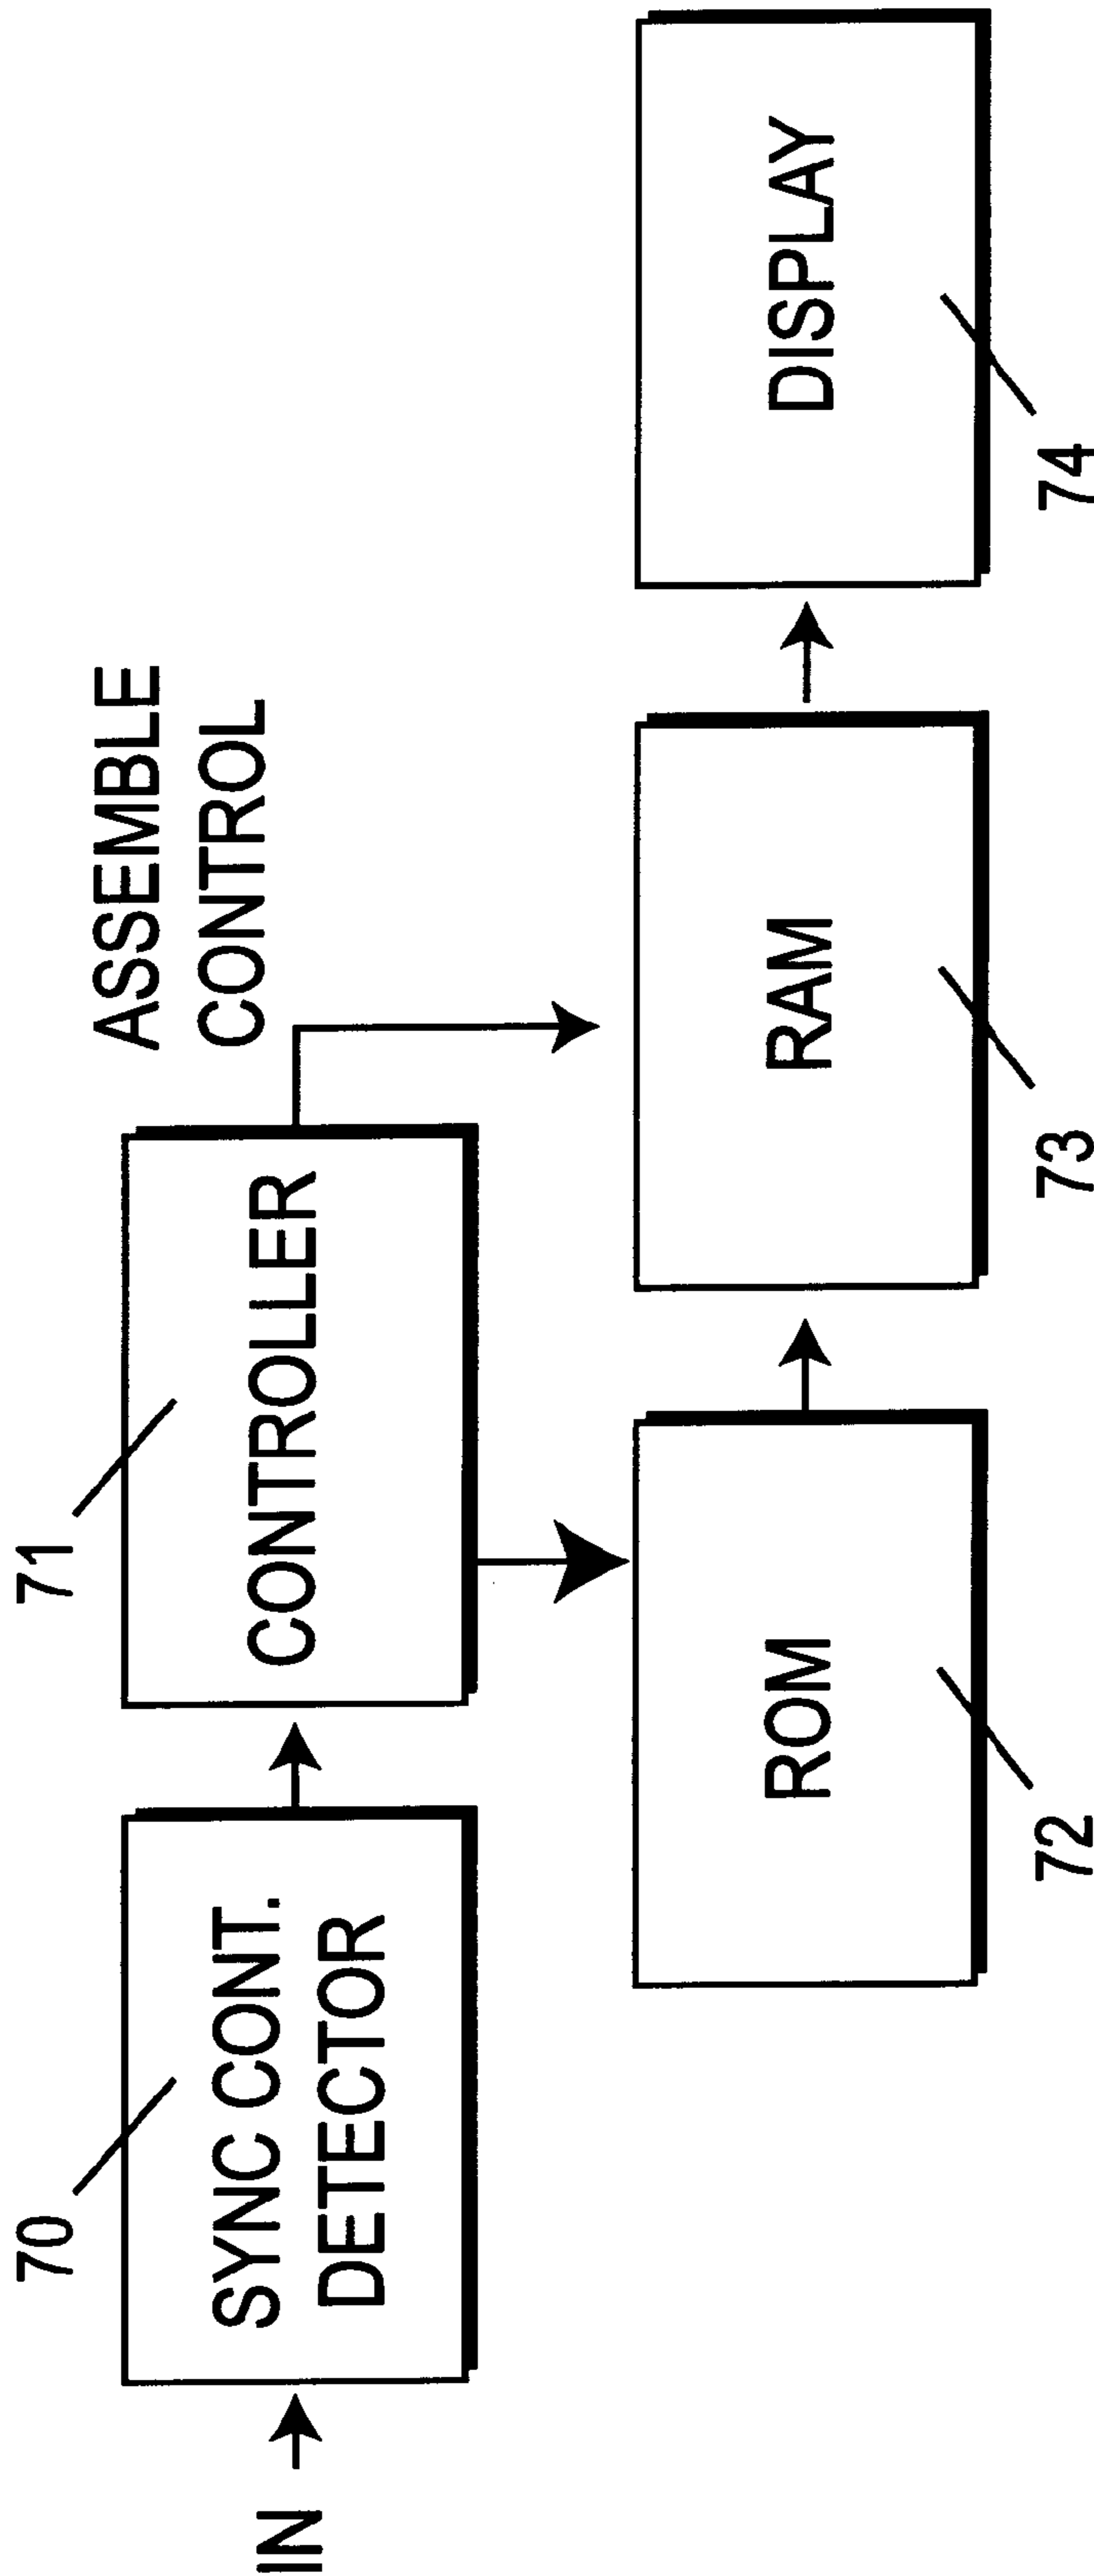 ASSEMBLE
CONTROL
70
71
IN
SYNC CONT.
DETECTOR
CONTROLLER
ROM
RAM
DISPLAY
72
73
74